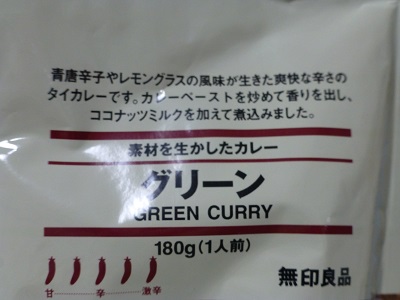 青唐辛子やレモングラスの風味が生きた爽快な辛さの
タイカレーです。カレーペーストを炒めて香りを出し、
ココナッツミルクを加えて煮込みました。
素材を生かしたカレー
グリーン
GREEN CURRY
180g(1人前)
甘 辛 激辛
無印良品